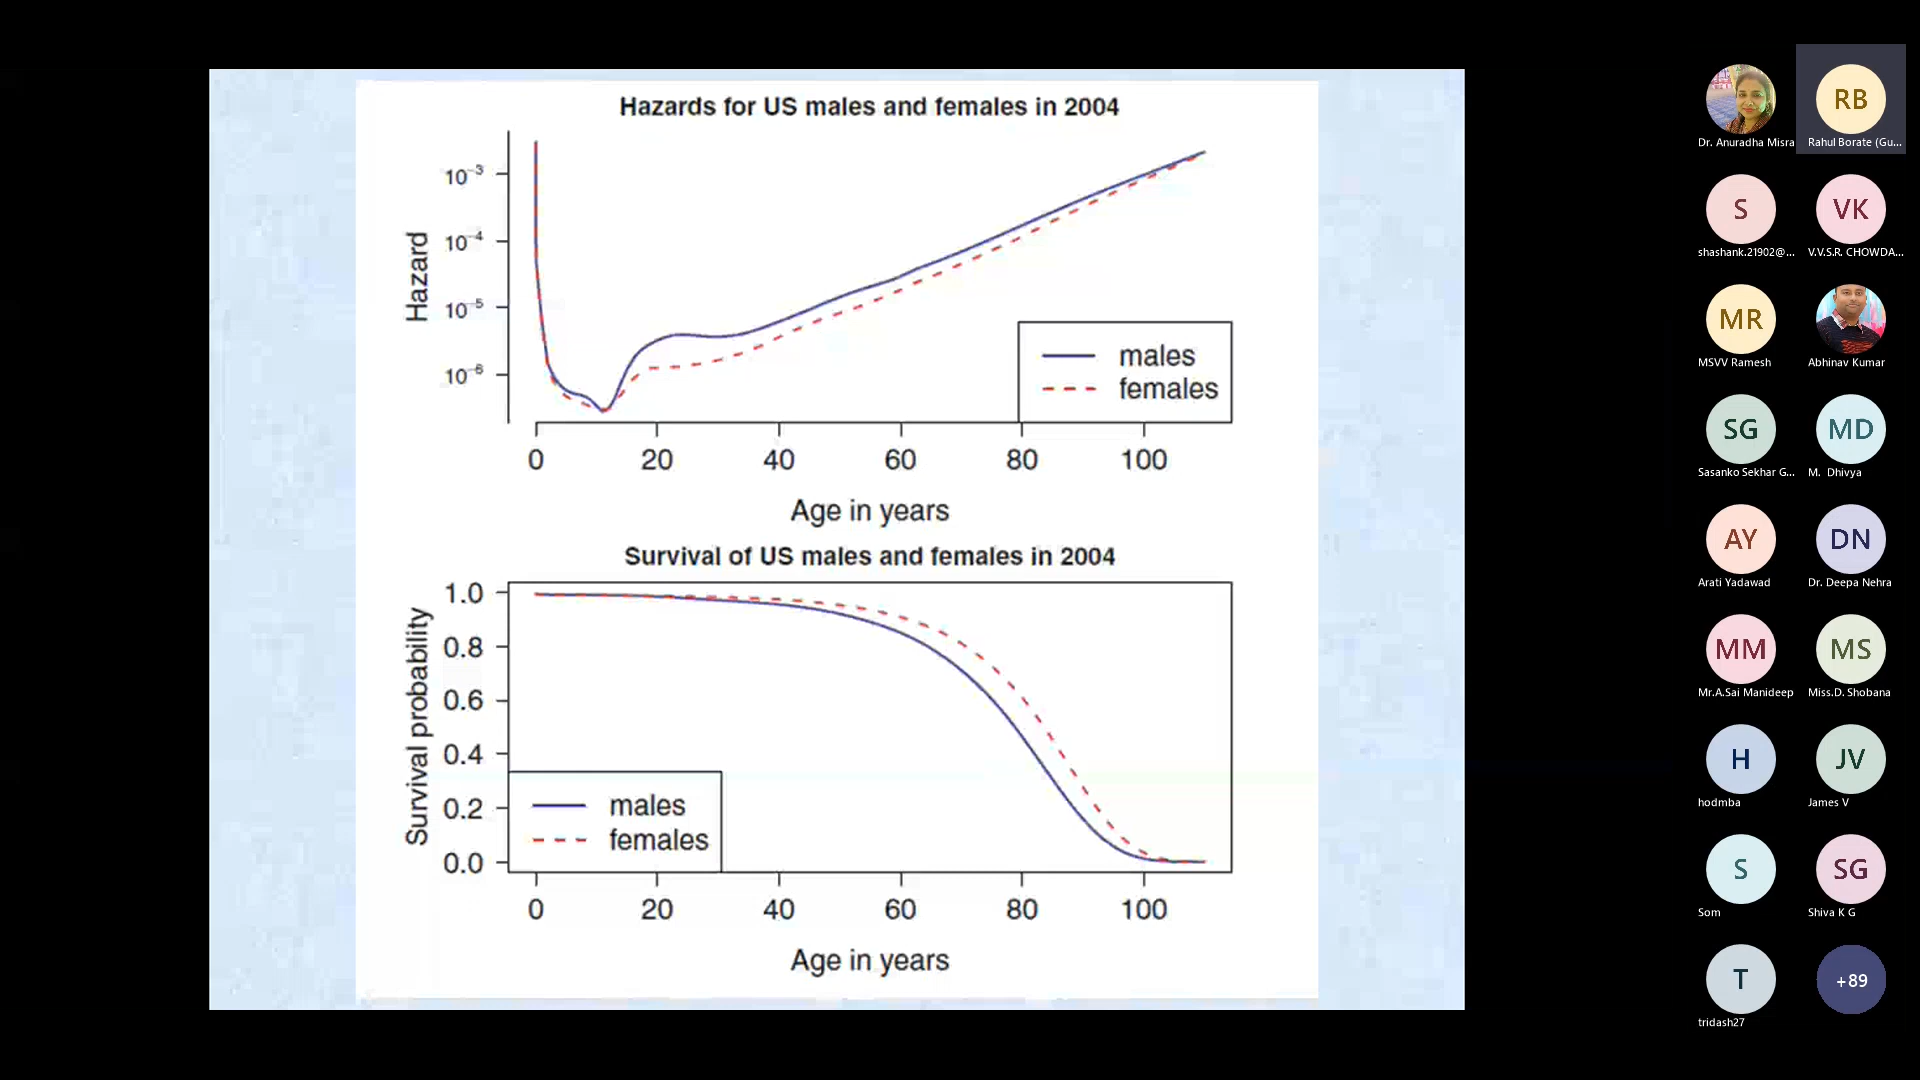 Hazards for US males and females in 2004
Hazard
10⁻³
10⁻⁴
10⁻⁵
10⁻⁶
males
females
0 20 40 60 80 100
Age in years
Survival of US males and females in 2004
Survival probability
1.0
0.8
0.6
0.4
0.2
0.0
males
females
0 20 40 60 80 100
Age in years
Dr. Anuradha Misra
RB
Rahul Borate (Gu...
S
shashank.21902@...
VK
V.V.S.R. CHOWDA...
MR
MSVV Ramesh
Abhinav Kumar
SG
Sasanko Sekhar G...
MD
M. Dhivya
AY
Arati Yadawad
DN
Dr. Deepa Nehra
MM
Mr.A.Sai Manideep
MS
Miss.D. Shobana
H
hodmba
JV
James V
S
Som
SG
Shiva K G
T
tridash27
+89